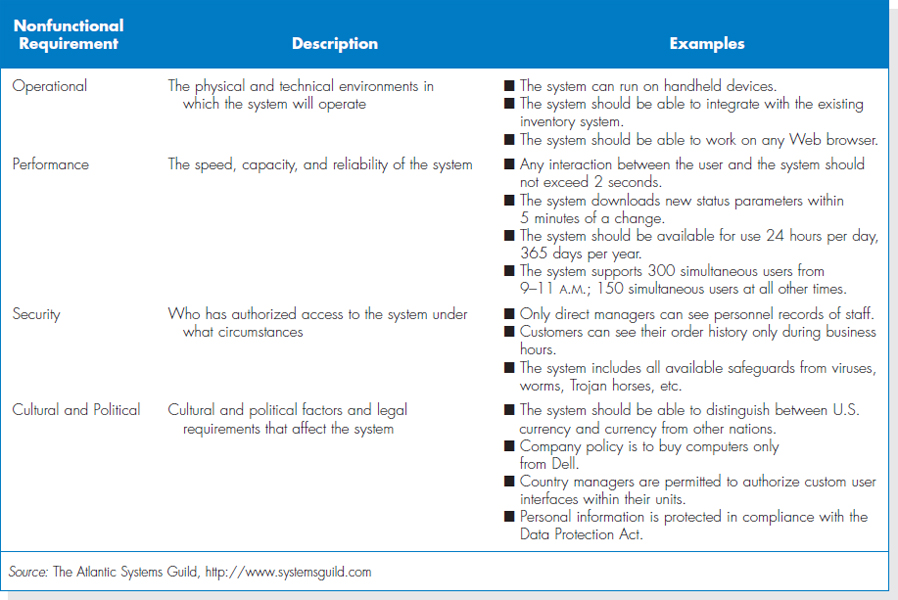 Nonfunctional
Requirement
Description
Examples
Operational
The physical and technical environments in
which the system will operate
■ The system can run on handheld devices.
■ The system should be able to integrate with the existing
inventory system.
■ The system should be able to work on any Web browser.
Performance
The speed, capacity, and reliability of the system
■ Any interaction between the user and the system should
not exceed 2 seconds.
■ The system downloads new status parameters within
5 minutes of a change.
■ The system should be available for use 24 hours per day,
365 days per year.
■ The system supports 300 simultaneous users from
9–11 A.M.; 150 simultaneous users at all other times.
Security
Who has authorized access to the system under
what circumstances
■ Only direct managers can see personnel records of staff.
■ Customers can see their order history only during business
hours.
■ The system includes all available safeguards from viruses,
worms, Trojan horses, etc.
Cultural and Political
Cultural and political factors and legal
requirements that affect the system
■ The system should be able to distinguish between U.S.
currency and currency from other nations.
■ Company policy is to buy computers only
from Dell.
■ Country managers are permitted to authorize custom user
interfaces within their units.
■ Personal information is protected in compliance with the
Data Protection Act.
Source: The Atlantic Systems Guild, http://www.systemsguild.com